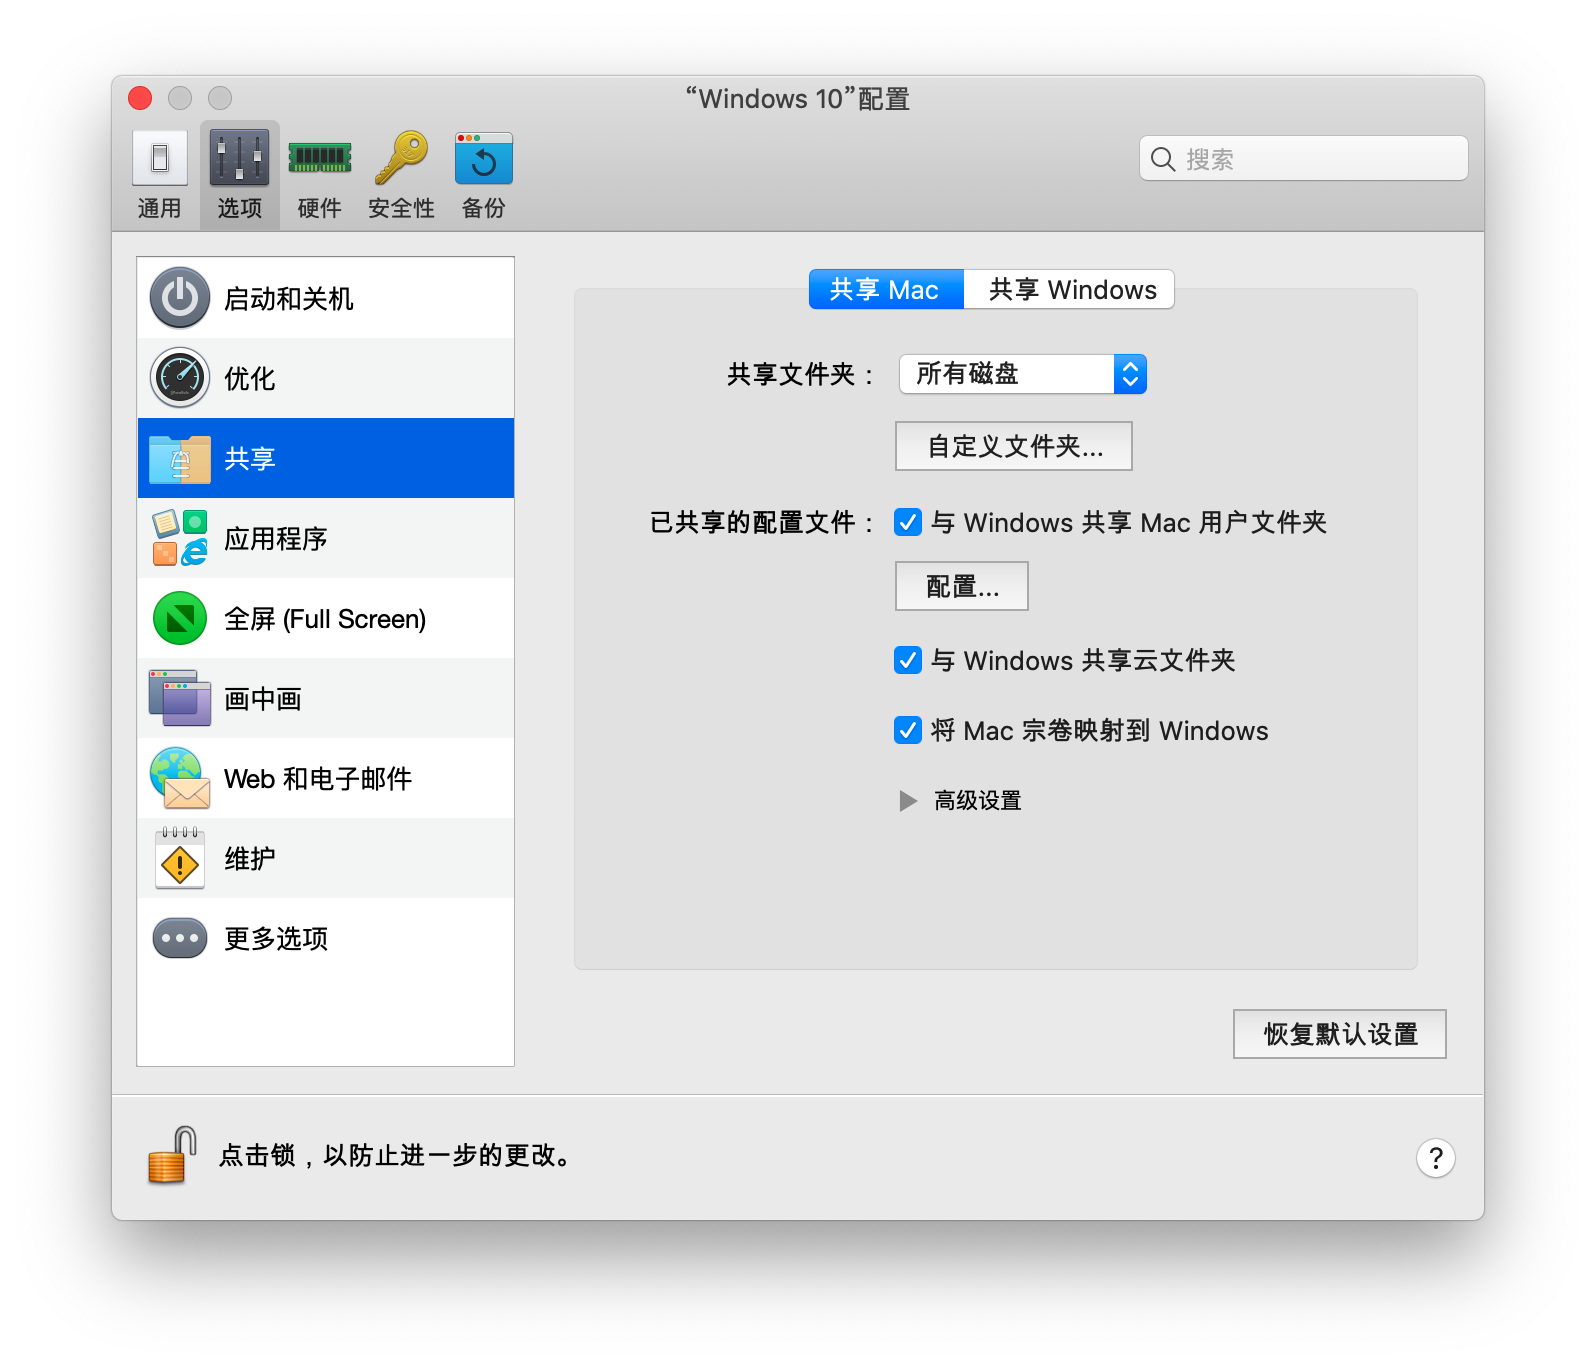 “Windows 10”配置
通用
选项
硬件
安全性
备份
搜索
启动和关机
优化
共享
应用程序
全屏 (Full Screen)
画中画
Web 和电子邮件
维护
更多选项
共享 Mac
共享 Windows
共享文件夹：
所有磁盘
自定义文件夹...
已共享的配置文件：
与 Windows 共享 Mac 用户文件夹
配置...
与 Windows 共享云文件夹
将 Mac 宗卷映射到 Windows
高级设置
恢复默认设置
点击锁，以防止进一步的更改。
?